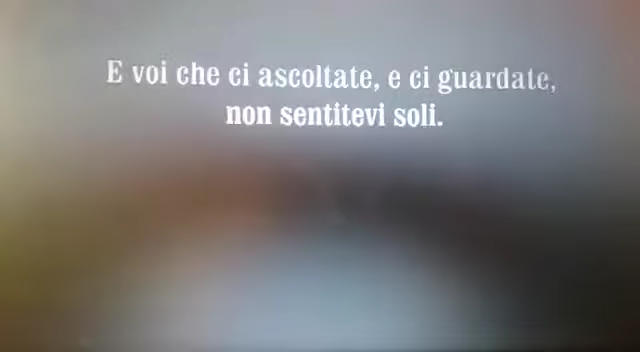 E voi che ci ascoltate, e ci guardate,
non sentitevi soli.